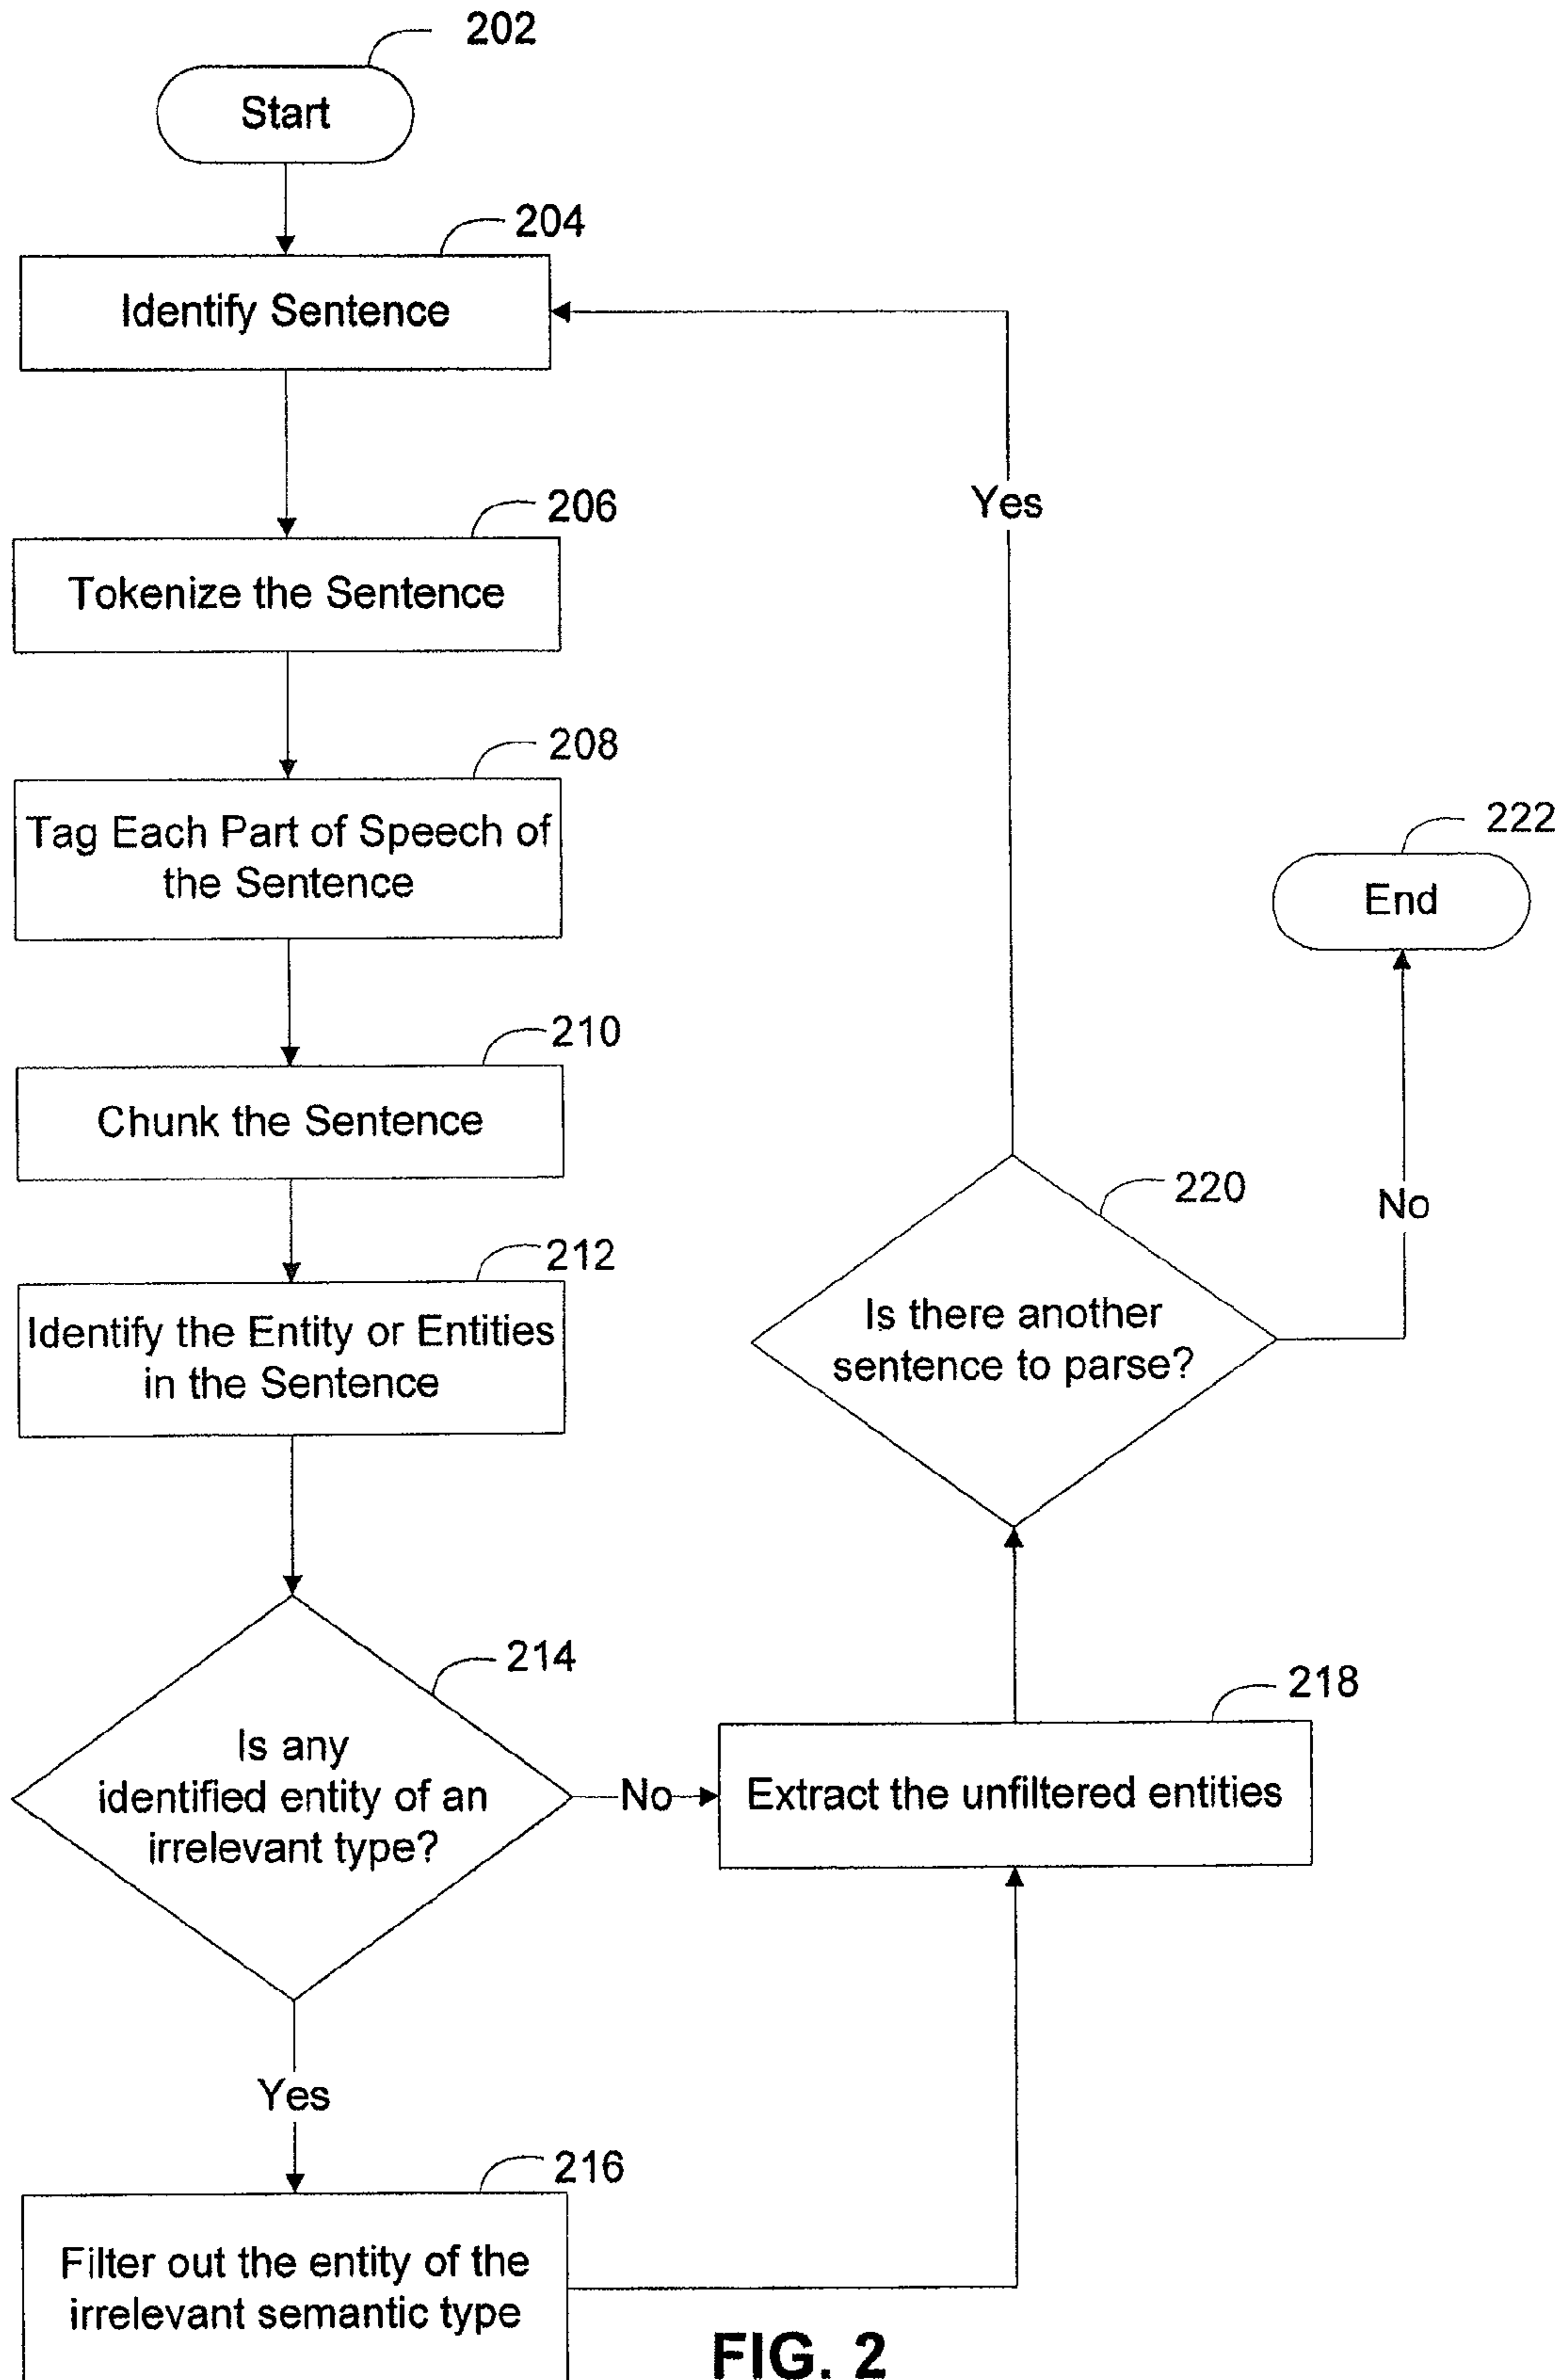 202
Start
204
Identify Sentence
206
Tokenize the Sentence
Yes
208
Tag Each Part of Speech of
the Sentence
222
End
210
Chunk the Sentence
220
No
212
Identify the Entity or Entities
in the Sentence
Is there another
sentence to parse?
214
Is any
identified entity of an
irrelevant type?
No
218
Extract the unfiltered entities
Yes
216
Filter out the entity of the
irrelevant semantic type
FIG. 2